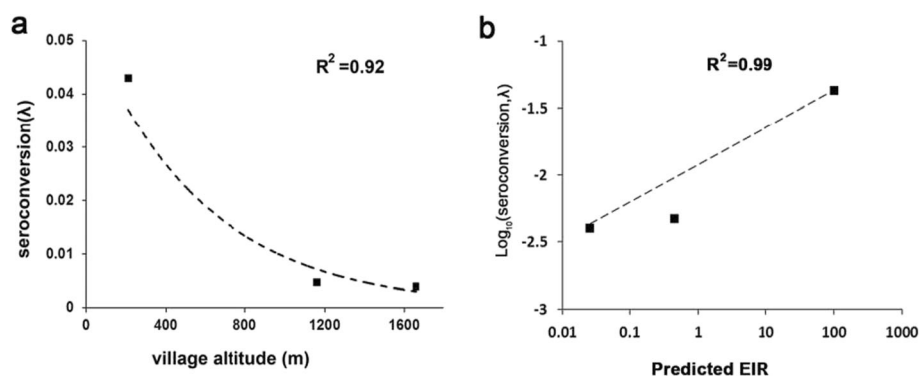 a
0.05
0.04
0.03
0.02
0.01
0
seroconversion(λ)
R²=0.92
0 400 800 1200 1600
village altitude (m)
b
-1
-1.5
-2
-2.5
-3
Log₁₀(seroconversion,λ)
R²=0.99
0.01 0.1 1 10 100 1000
Predicted EIR